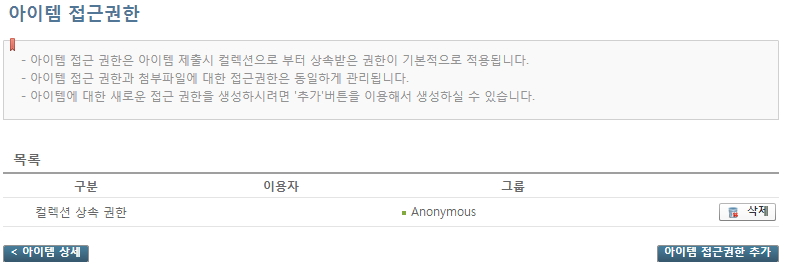 아이템 접근권한
- 아이템 접근 권한은 아이템 제출시 컬렉션으로 부터 상속받은 권한이 기본적으로 적용됩니다.
- 아이템 접근 권한과 첨부파일에 대한 접근권한은 동일하게 관리됩니다.
- 아이템에 대한 새로운 접근 권한을 생성하시려면 '추가'버튼을 이용해서 생성하실 수 있습니다.
목록
구분 이용자 그룹
컬렉션 상속 권한 Anonymous 삭제
< 아이템 상세 아이템 접근권한 추가